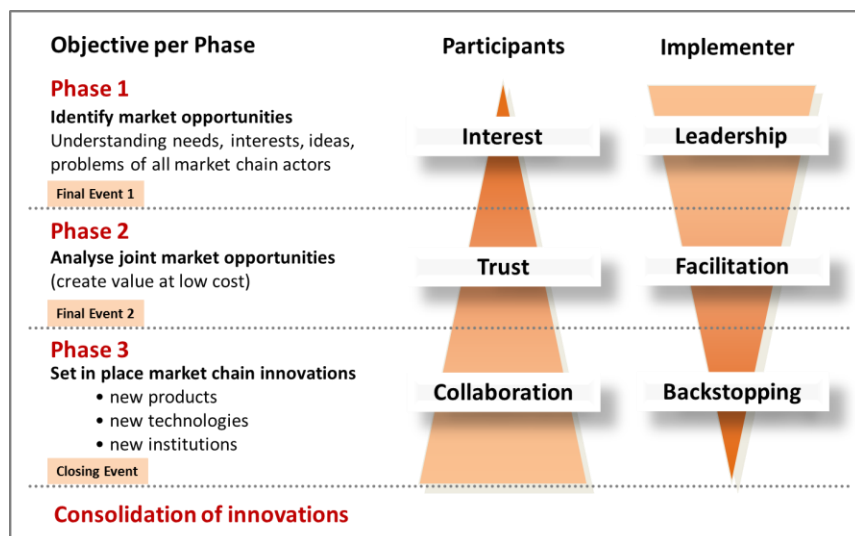 Objective per Phase
Participants
Implementer
Phase 1
Identify market opportunities
Understanding needs, interests, ideas,
problems of all market chain actors
Final Event 1
Interest
Leadership
Phase 2
Analyse joint market opportunities
(create value at low cost)
Final Event 2
Trust
Facilitation
Phase 3
Set in place market chain innovations
• new products
• new technologies
• new institutions
Closing Event
Collaboration
Backstopping
Consolidation of innovations